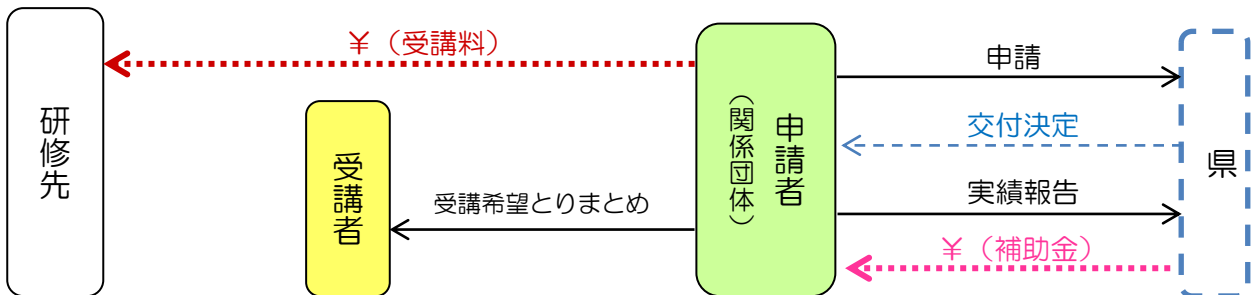 研修先
¥（受講料）
受講者
受講希望とりまとめ
申請者
（関係団体）
申請
交付決定
実績報告
¥（補助金）
県